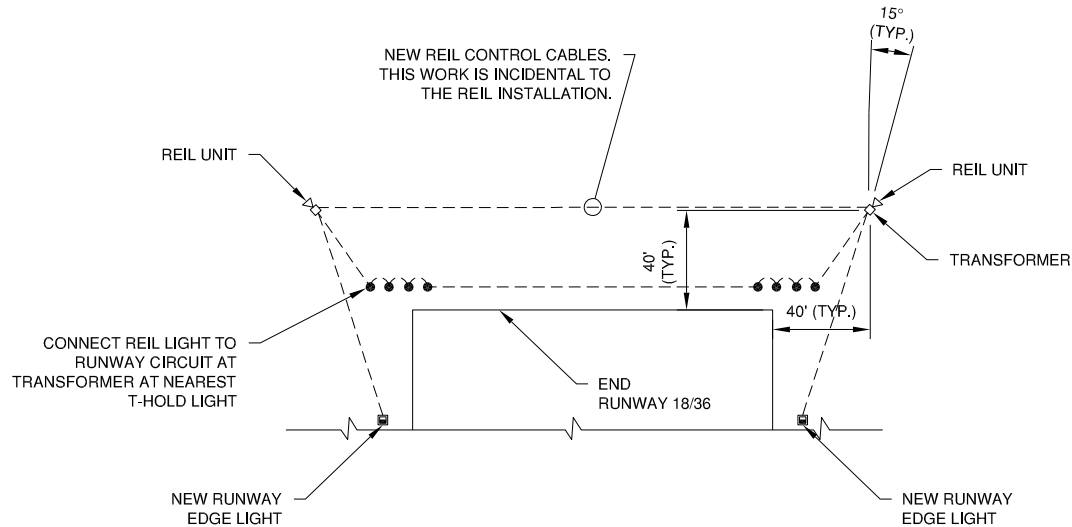 15°
(TYP.)
NEW REIL CONTROL CABLES.
THIS WORK IS INCIDENTAL TO
THE REIL INSTALLATION.
REIL UNIT
REIL UNIT
TRANSFORMER
40'
(TYP.)
40' (TYP.)
CONNECT REIL LIGHT TO
RUNWAY CIRCUIT AT
TRANSFORMER AT NEAREST
T-HOLD LIGHT
END
RUNWAY 18/36
NEW RUNWAY
EDGE LIGHT
NEW RUNWAY
EDGE LIGHT